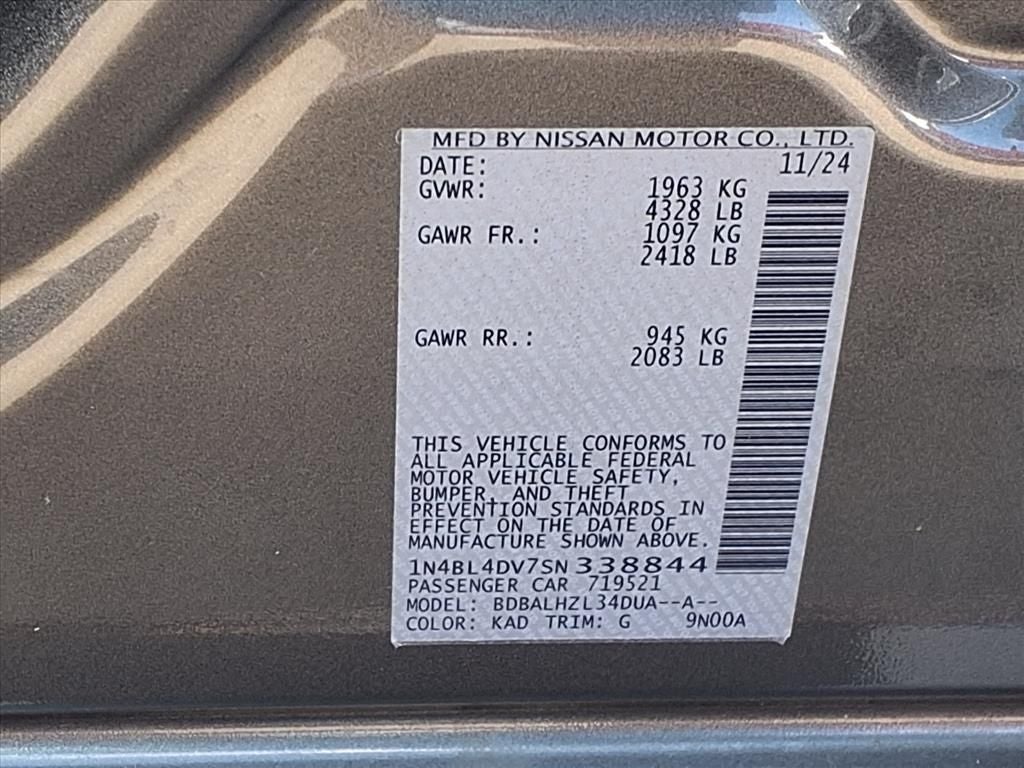 MFD BY NISSAN MOTOR CO., LTD.
DATE: 11/24
GVWR: 1963 KG
4328 LB
GAWR FR.: 1097 KG
2418 LB
GAWR RR.: 945 KG
2083 LB
THIS VEHICLE CONFORMS TO
ALL APPLICABLE FEDERAL
MOTOR VEHICLE SAFETY,
BUMPER, AND THEFT
PREVENTION STANDARDS IN
EFFECT ON THE DATE OF
MANUFACTURE SHOWN ABOVE.
1N4BL4DV7SN338844
PASSENGER CAR 719521
MODEL: BDBALHZL34DUA--A--
COLOR: KAD TRIM: G 9N00A